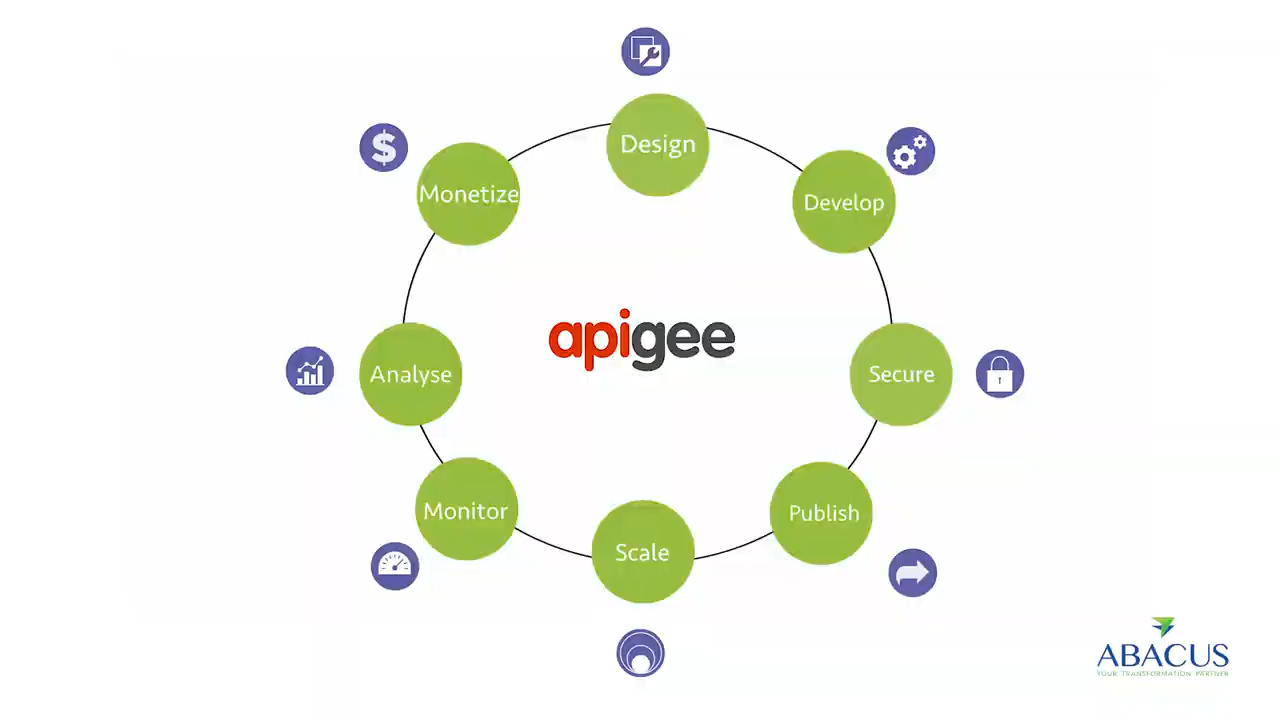 Design
Monetize
Develop
apigee
Analyse
Secure
Monitor
Publish
Scale
ABACUS
YOUR TRANSFORMATION PARTNER